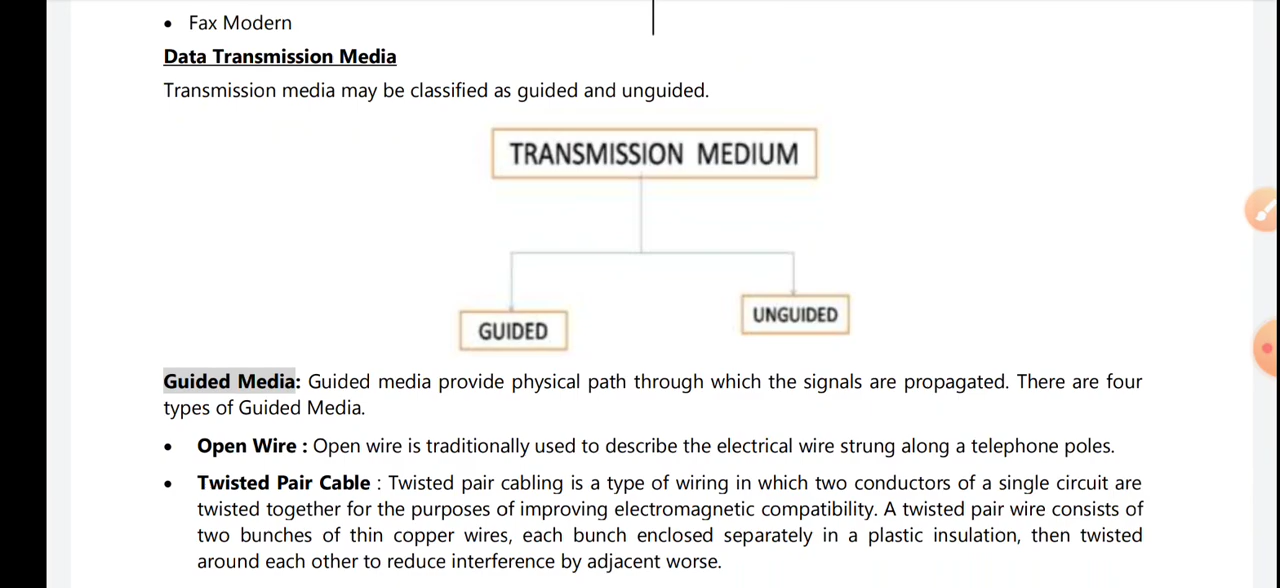 • Fax Modern
Data Transmission Media
Transmission media may be classified as guided and unguided.
TRANSMISSION MEDIUM
GUIDED
UNGUIDED
Guided Media: Guided media provide physical path through which the signals are propagated. There are four
types of Guided Media.
• Open Wire : Open wire is traditionally used to describe the electrical wire strung along a telephone poles.
• Twisted Pair Cable : Twisted pair cabling is a type of wiring in which two conductors of a single circuit are
twisted together for the purposes of improving electromagnetic compatibility. A twisted pair wire consists of
two bunches of thin copper wires, each bunch enclosed separately in a plastic insulation, then twisted
around each other to reduce interference by adjacent worse.